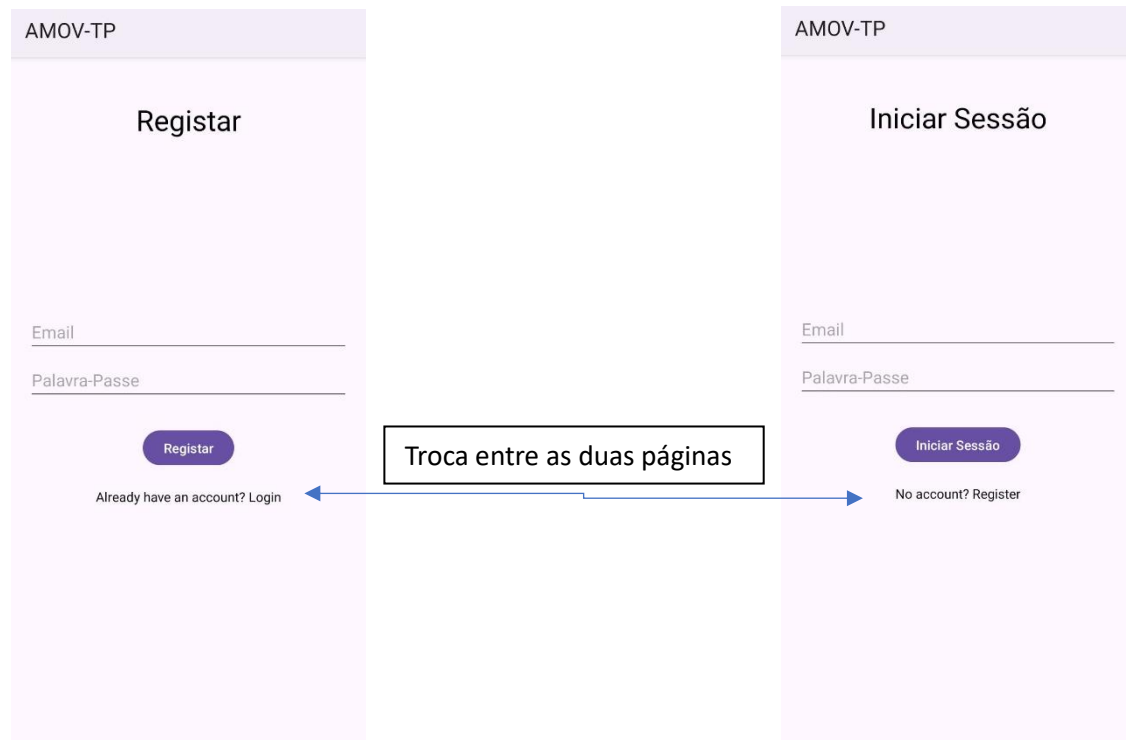 AMOV-TP
Registar
Email
Palavra-Passe
Registar
Already have an account? Login
Troca entre as duas páginas
AMOV-TP
Iniciar Sessão
Email
Palavra-Passe
Iniciar Sessão
No account? Register